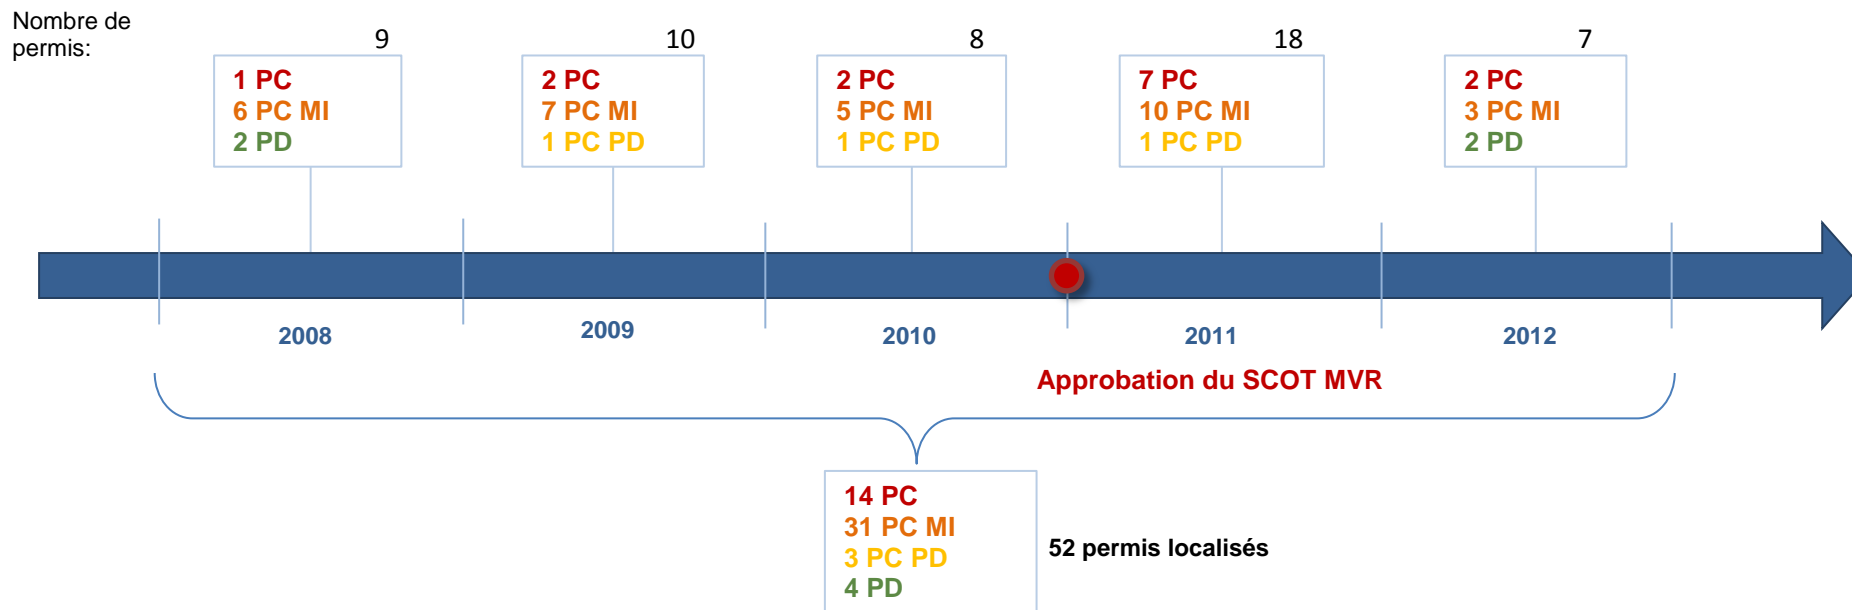 Nombre de
permis:
9
10
8
18
7
1 PC
6 PC MI
2 PD
2 PC
7 PC MI
1 PC PD
2 PC
5 PC MI
1 PC PD
7 PC
10 PC MI
1 PC PD
2 PC
3 PC MI
2 PD
2008
2009
2010
2011
2012
Approbation du SCOT MVR
14 PC
31 PC MI
3 PC PD
4 PD
52 permis localisés